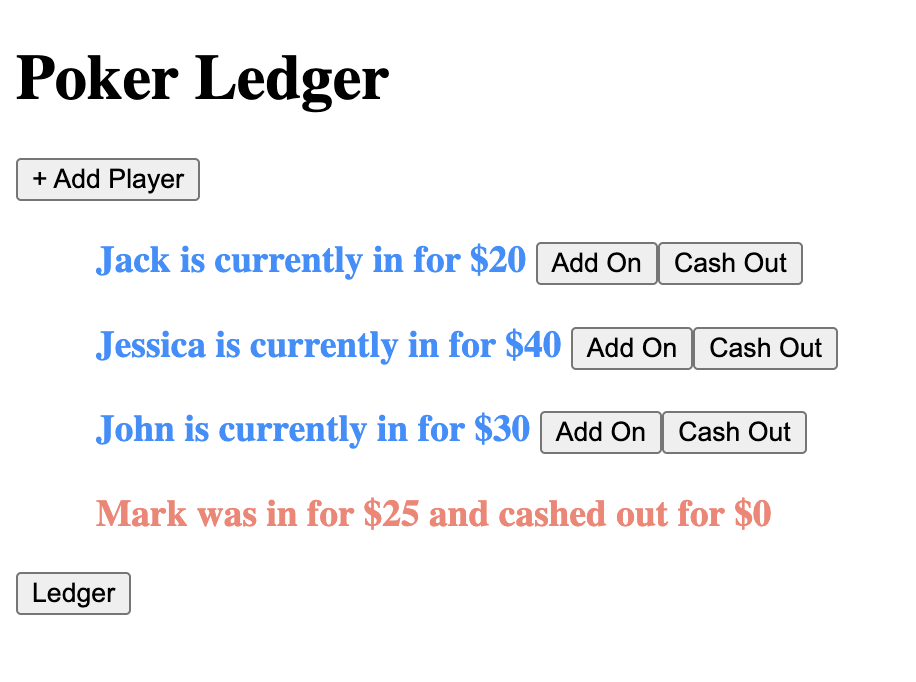 Poker Ledger
+ Add Player
Jack is currently in for $20 Add On Cash Out
Jessica is currently in for $40 Add On Cash Out
John is currently in for $30 Add On Cash Out
Mark was in for $25 and cashed out for $0
Ledger